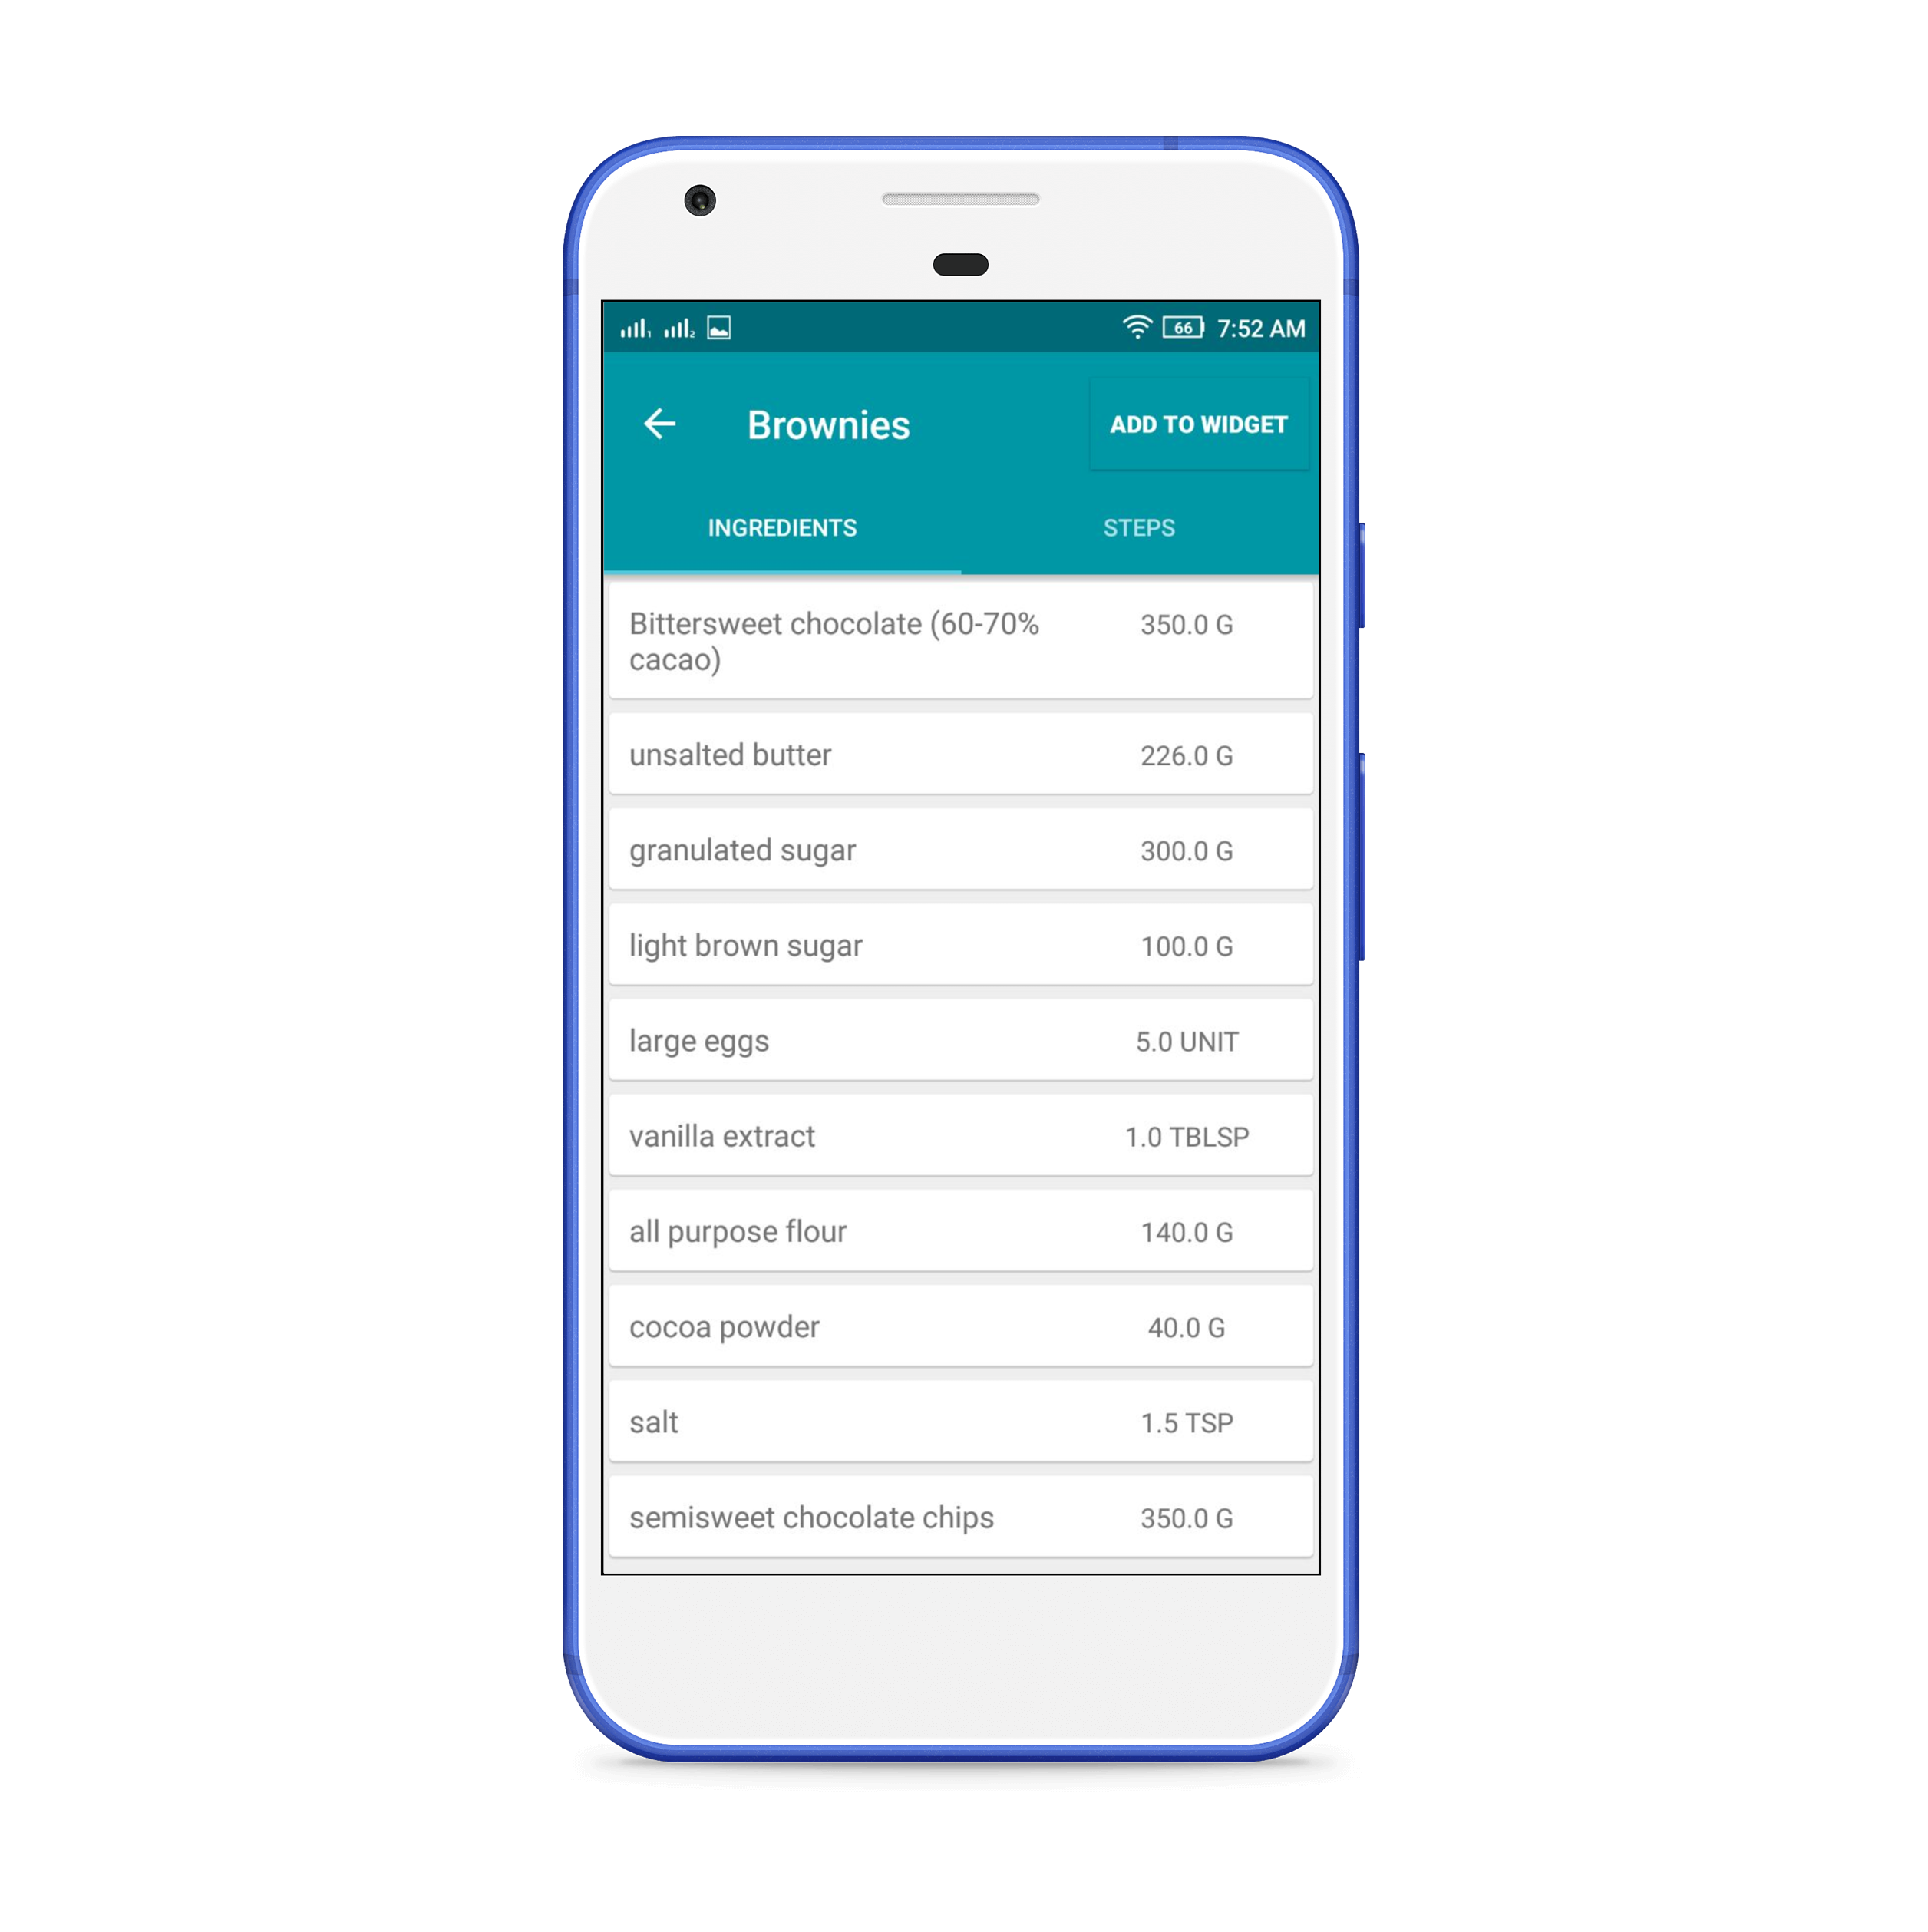 1 2 66 7:52 AM
Brownies ADD TO WIDGET
INGREDIENTS STEPS
Bittersweet chocolate (60-70% 350.0 G
cacao)
unsalted butter 226.0 G
granulated sugar 300.0 G
light brown sugar 100.0 G
large eggs 5.0 UNIT
vanilla extract 1.0 TBLSP
all purpose flour 140.0 G
cocoa powder 40.0 G
salt 1.5 TSP
semisweet chocolate chips 350.0 G